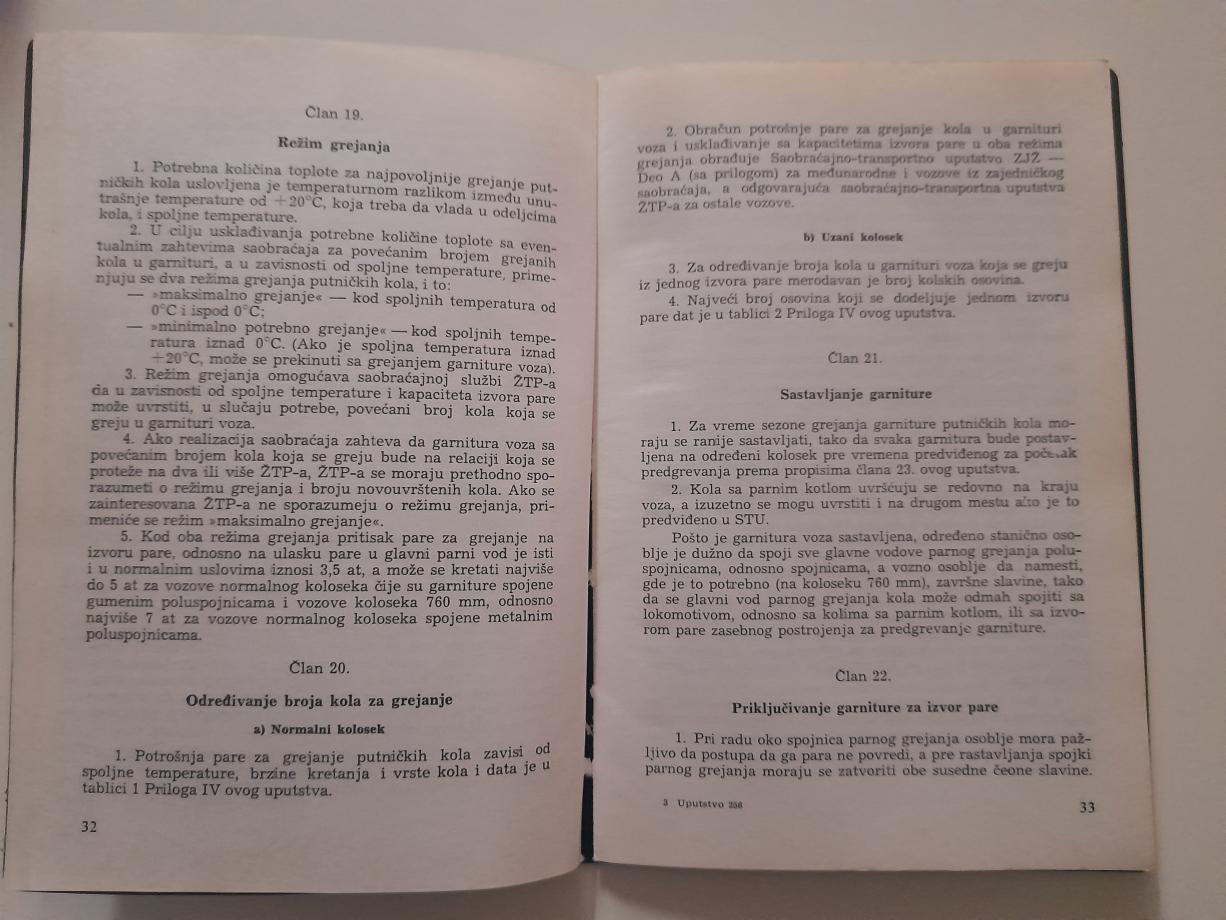 Član 19.
Režim grejanja
1. Potrebna količina toplote za najpovoljnije grejanje put-
ničkih kola uslovljena je temperaturnom razlikom između unu-
trašnje temperature od +20°C, koja treba da vlada u odeljcima
kola, i spoljne temperature.
2. U cilju usklađivanja potrebne količine toplote sa even-
tualnim zahtevima saobraćaja za povećanim brojem grejanih
kola u garnituri, a u zavisnosti od spoljne temperature, prime-
njuju se dva režima grejanja putničkih kola, i to:
— »maksimalno grejanje« — kod spoljnih temperatura od
0°C i ispod 0°C;
— »minimalno potrebno grejanje« — kod spoljnih tempe-
ratura iznad 0°C. (Ako je spoljna temperatura iznad
+20°C, može se prekinuti sa grejanjem garniture voza).
3. Režim grejanja omogućava saobraćajnoj službi ŽTP-a
da u zavisnosti od spoljne temperature i kapaciteta izvora pare
može uvrstiti, u slučaju potrebe, povećani broj kola koja se
greju u garnituri voza.
4. Ako realizacija saobraćaja zahteva da garnitura voza sa
povećanim brojem kola koja se greju bude na relaciji koja se
proteže na dva ili više ŽTP-a, ŽTP-a se moraju prethodno spo-
razumeti o režimu grejanja i broju novouvrštenih kola. Ako se
zainteresovana ŽTP-a ne sporazumeju o režimu grejanja, pri-
meniće se režim »maksimalno grejanje«.
5. Kod oba režima grejanja pritisak pare za grejanje na
izvoru pare, odnosno na ulasku pare u glavni parni vod je isti
i u normalnim uslovima iznosi 3,5 at, a može se kretati najviše
do 5 at za vozove normalnog koloseka čije su garniture spojene
gumenim poluspojnicama i vozove koloseka 760 mm, odnosno
najviše 7 at za vozove normalnog koloseka spojene metalnim
poluspojnicama.
Član 20.
Određivanje broja kola za grejanje
a) Normalni kolosek
1. Potrošnja pare za grejanje putničkih kola zavisi od
spoljne temperature, brzine kretanja i vrste kola i data je u
tablici 1 Priloga IV ovog uputstva.
32
2. Obračun potrošnje pare za grejanje kola u garnituri
voza i usklađivanje sa kapacitetima izvora pare u oba režima
grejanja obrađuje Saobraćajno-transportno uputstvo ZJŽ —
Deo A (sa prilogom) za međunarodne i vozove iz zajedničkog
saobraćaja, a odgovarajuća saobraćajno-transportna uputstva
ŽTP-a za ostale vozove.
b) Uzani kolosek
3. Za određivanje broja kola u garnituri voza koja se greju
iz jednog izvora pare merodavan je broj kolskih osovina.
4. Najveći broj osovina koji se dodeljuje jednom izvoru
pare dat je u tablici 2 Priloga IV ovog uputstva.
Član 21.
Sastavljanje garniture
1. Za vreme sezone grejanja garniture putničkih kola mo-
raju se ranije sastavljati, tako da svaka garnitura bude postav-
ljena na određeni kolosek pre vremena predviđenog za početak
predgrevanja prema propisima člana 23. ovog uputstva.
2. Kola sa parnim kotlom uvršćuju se redovno na kraju
voza, a izuzetno se mogu uvrstiti i na drugom mestu ako je to
predviđeno u STU.
Pošto je garnitura voza sastavljena, određeno stanično oso-
blje je dužno da spoji sve glavne vodove parnog grejanja polu-
spojnicama, odnosno spojnicama, a vozno osoblje da namesti,
gde je to potrebno (na koloseku 760 mm), završne slavine, tako
da se glavni vod parnog grejanja kola može odmah spojiti sa
lokomotivom, odnosno sa kolima sa parnim kotlom, ili sa izvo-
rom pare zasebnog postrojenja za predgrevanje garniture.
Član 22.
Priključivanje garniture za izvor pare
1. Pri radu oko spojnica parnog grejanja osoblje mora paž-
ljivo da postupa da ga para ne povredi, a pre rastavljanja spojki
parnog grejanja moraju se zatvoriti obe susedne čeone slavine.
3 Uputstvo 256
33